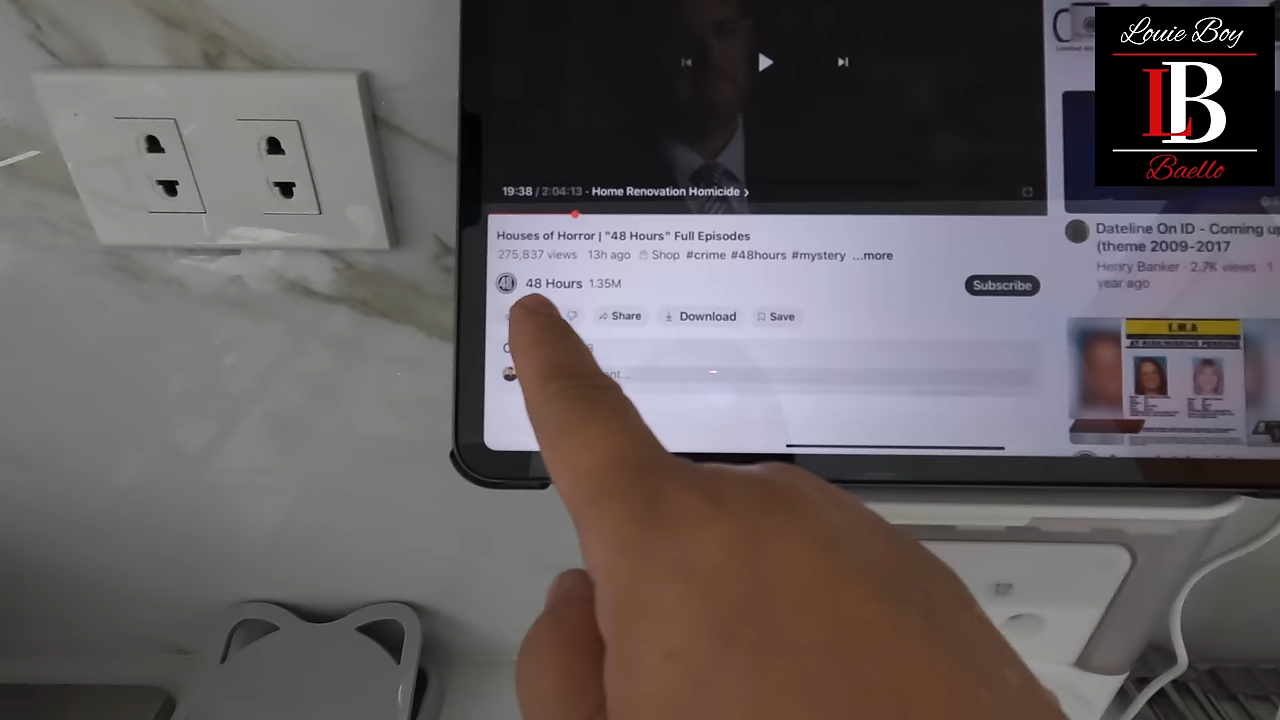 Louie Boy
LB
Baello
19:38 / 2:04:13 · Home Renovation Homicide ›
Houses of Horror | "48 Hours" Full Episodes
275,837 views 13h ago Shop #crime #48hours #mystery ...more
48 48 Hours 1.35M Subscribe
Share Download Save
Dateline On ID - Coming up
(theme 2009-2017
Henry Banker · 2.7K views 1
year ago